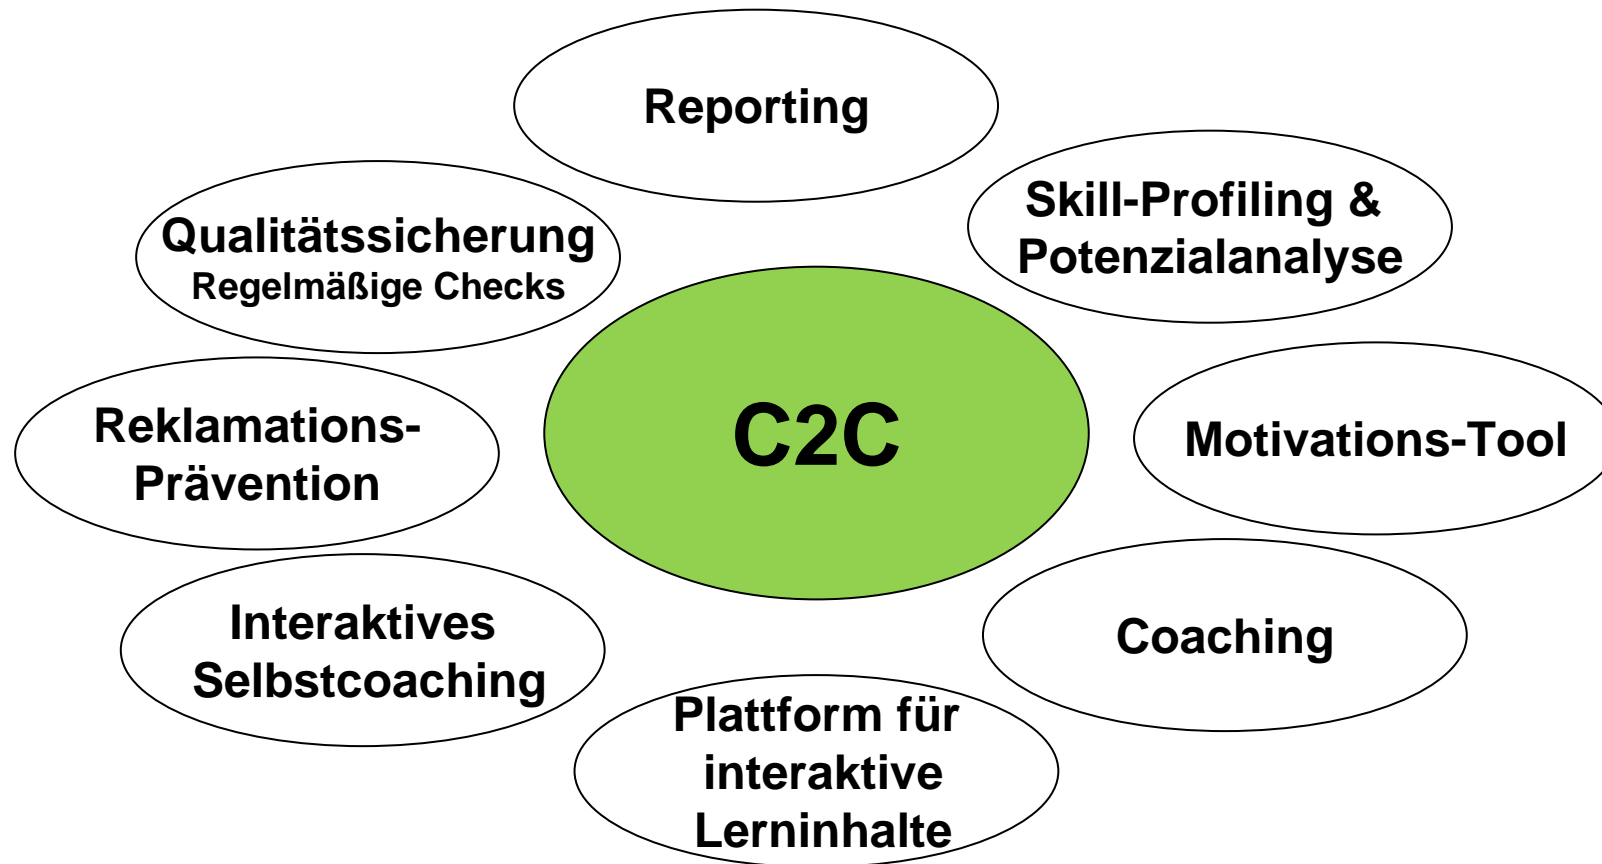 Reporting
Skill-Profiling &
Potenzialanalyse
Qualitätssicherung
Regelmäßige Checks
C2C
Reklamations-
Prävention
Motivations-Tool
Interaktives
Selbstcoaching
Coaching
Plattform für
interaktive
Lerninhalte